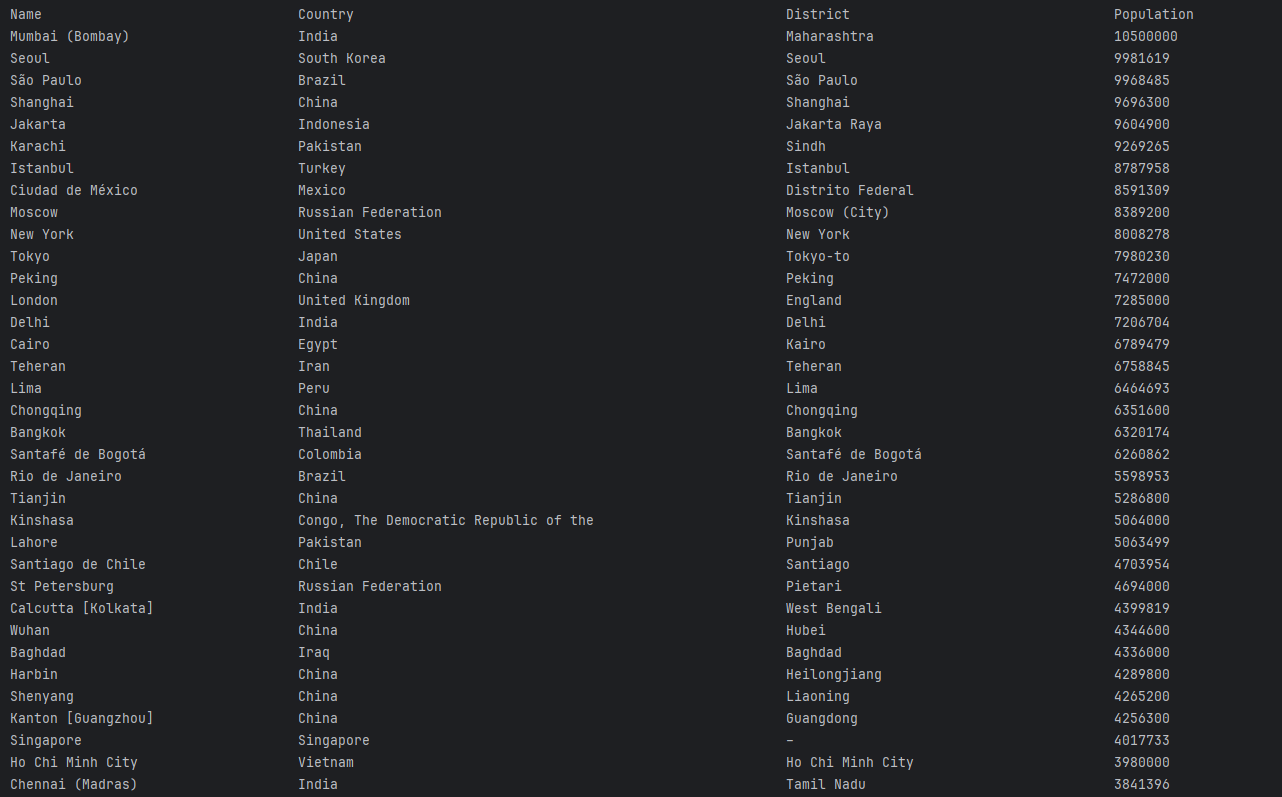 Name Country District Population
Mumbai (Bombay) India Maharashtra 10500000
Seoul South Korea Seoul 9981619
São Paulo Brazil São Paulo 9968485
Shanghai China Shanghai 9696300
Jakarta Indonesia Jakarta Raya 9604900
Karachi Pakistan Sindh 9269265
Istanbul Turkey Istanbul 8787958
Ciudad de México Mexico Distrito Federal 8591309
Moscow Russian Federation Moscow (City) 8389200
New York United States New York 8008278
Tokyo Japan Tokyo-to 7980230
Peking China Peking 7472000
London United Kingdom England 7285000
Delhi India Delhi 7206704
Cairo Egypt Kairo 6789479
Teheran Iran Teheran 6758845
Lima Peru Lima 6464693
Chongqing China Chongqing 6351600
Bangkok Thailand Bangkok 6320174
Santafé de Bogotá Colombia Santafé de Bogotá 6260862
Rio de Janeiro Brazil Rio de Janeiro 5598953
Tianjin China Tianjin 5286800
Kinshasa Congo, The Democratic Republic of the Kinshasa 5064000
Lahore Pakistan Punjab 5063499
Santiago de Chile Chile Santiago 4703954
St Petersburg Russian Federation Pietari 4694000
Calcutta [Kolkata] India West Bengali 4399819
Wuhan China Hubei 4344600
Baghdad Iraq Baghdad 4336000
Harbin China Heilongjiang 4289800
Shenyang China Liaoning 4265200
Kanton [Guangzhou] China Guangdong 4256300
Singapore Singapore – 4017733
Ho Chi Minh City Vietnam Ho Chi Minh City 3980000
Chennai (Madras) India Tamil Nadu 3841396